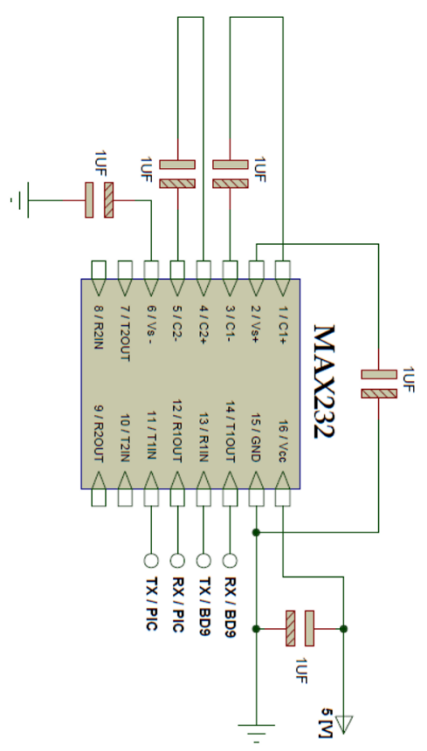 MAX232
1 / C1+
2 / Vs+
3 / C1-
4 / C2+
5 / C2-
6 / Vs -
7 / T2OUT
8 / R2IN
16 / Vcc
15 / GND
14 / T1OUT
13 / R1IN
12 / R1OUT
11 / T1IN
10 / T2IN
9 / R2OUT
1UF
1UF
1UF
1UF
1UF
RX / BD9
TX / BD9
RX / PIC
TX / PIC
5 [V]